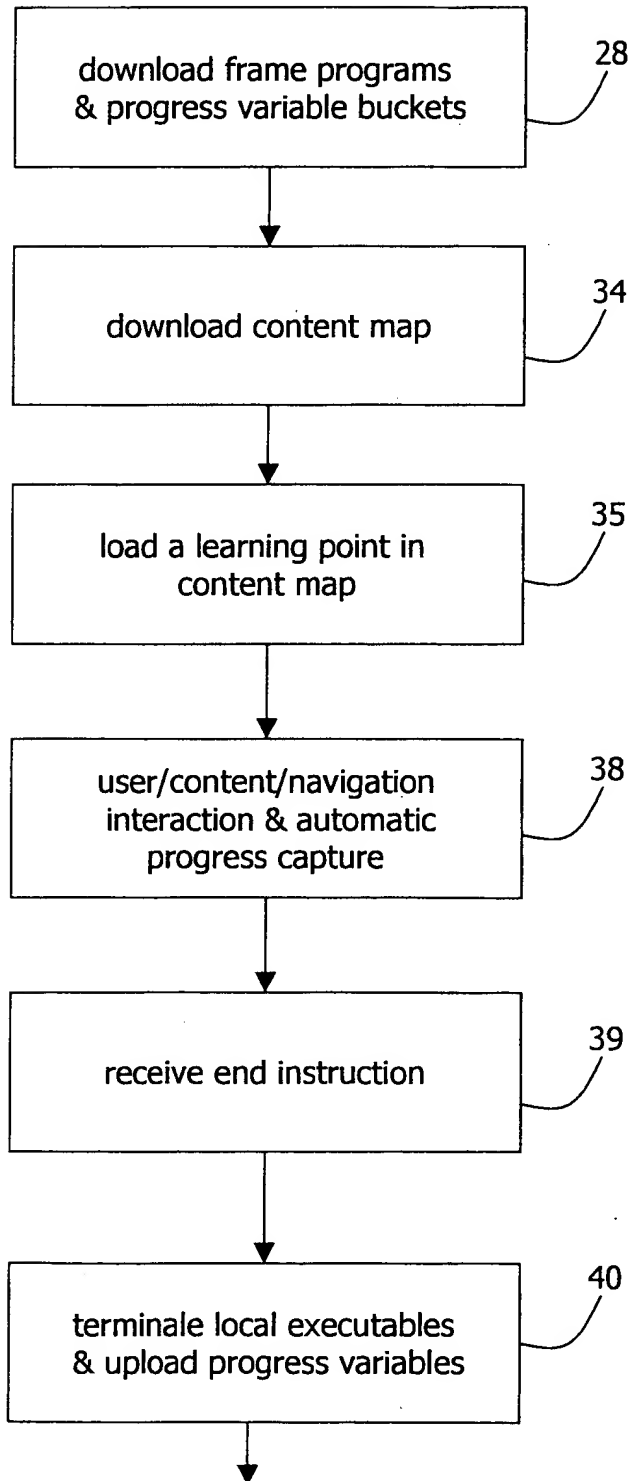 download frame programs
& progress variable buckets
28
download content map
34
load a learning point in
content map
35
user/content/navigation
interaction & automatic
progress capture
38
receive end instruction
39
terminale local executables
& upload progress variables
40